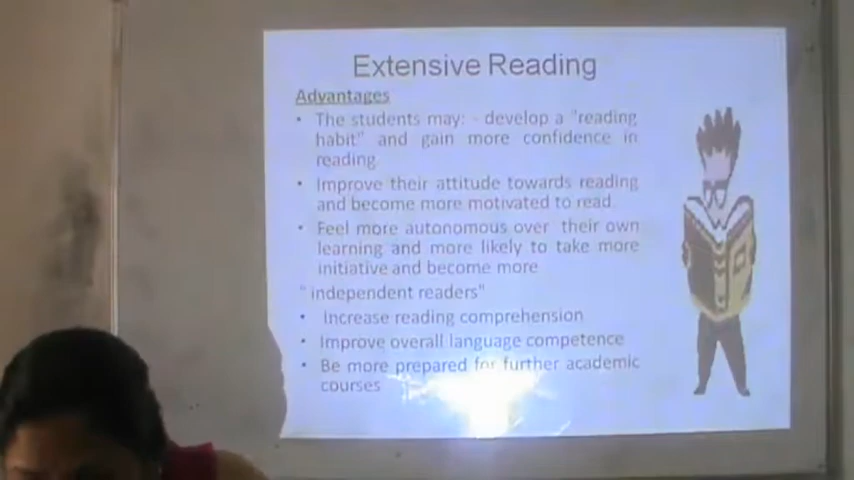 Extensive Reading
Advantages
• The students may: - develop a "reading
habit" and gain more confidence in
reading.
• Improve their attitude towards reading
and become more motivated to read.
• Feel more autonomous over their own
learning and more likely to take more
initiative and become more
" independent readers"
• Increase reading comprehension
• Improve overall language competence
• Be more prepared for further academic
courses